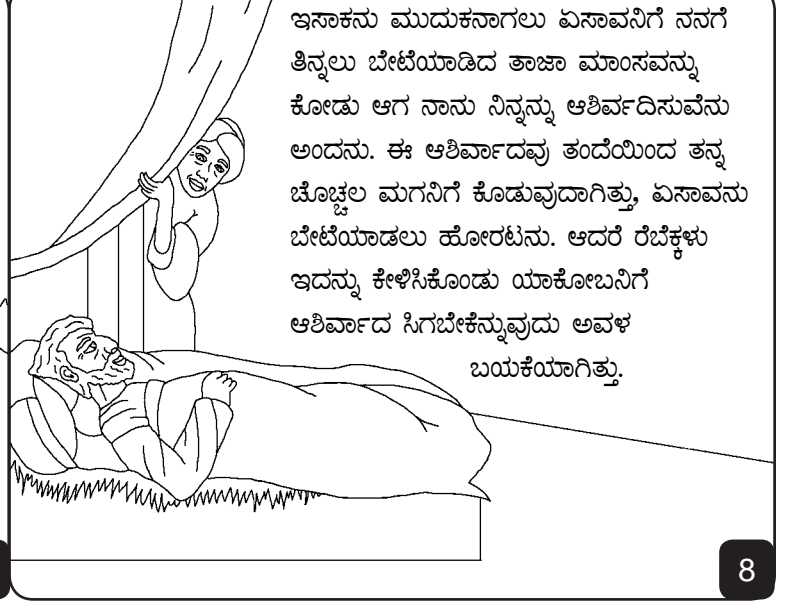 ಇಸಾಕನು ಮುದುಕನಾಗಲು ಏಸಾವನಿಗೆ ನನಗೆ
ತಿನ್ನಲು ಬೇಟೆಯಾಡಿದ ತಾಜಾ ಮಾಂಸವನ್ನು
ಕೋಡು ಆಗ ನಾನು ನಿನ್ನನ್ನು ಆಶಿರ್ವದಿಸುವೆನು
ಅಂದನು. ಈ ಆಶಿರ್ವಾದವು ತಂದೆಯಿಂದ ತನ್ನ
ಚೊಚ್ಚಲ ಮಗನಿಗೆ ಕೊಡುವುದಾಗಿತ್ತು, ಏಸಾವನು
ಬೇಟೆಯಾಡಲು ಹೋರಟನು. ಆದರೆ ರೆಬೆಕ್ಕಳು
ಇದನ್ನು ಕೇಳಿಸಿಕೊಂಡು ಯಾಕೋಬನಿಗೆ
ಆಶಿರ್ವಾದ ಸಿಗಬೇಕೆನ್ನುವುದು ಅವಳ
ಬಯಕೆಯಾಗಿತ್ತು.
8